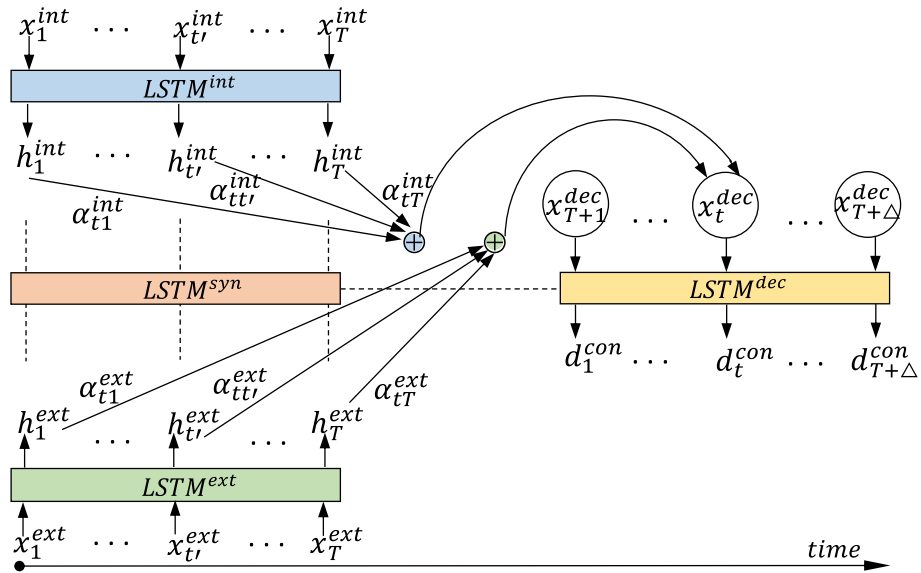 x_1^{int} ... x_{t′}^{int} ... x_T^{int}
LSTM^{int}
h_1^{int} ... h_{t′}^{int} ... h_T^{int}
α_{t1}^{int} α_{tt′}^{int} α_{tT}^{int}
+ +
x_{T+1}^{dec} ... x_t^{dec} ... x_{T+△}^{dec}
LSTM^{syn}
LSTM^{dec}
d_1^{con} ... d_t^{con} ... d_{T+△}^{con}
α_{t1}^{ext} α_{tt′}^{ext} α_{tT}^{ext}
h_1^{ext} ... h_{t′}^{ext} ... h_T^{ext}
LSTM^{ext}
x_1^{ext} ... x_{t′}^{ext} ... x_T^{ext}
time